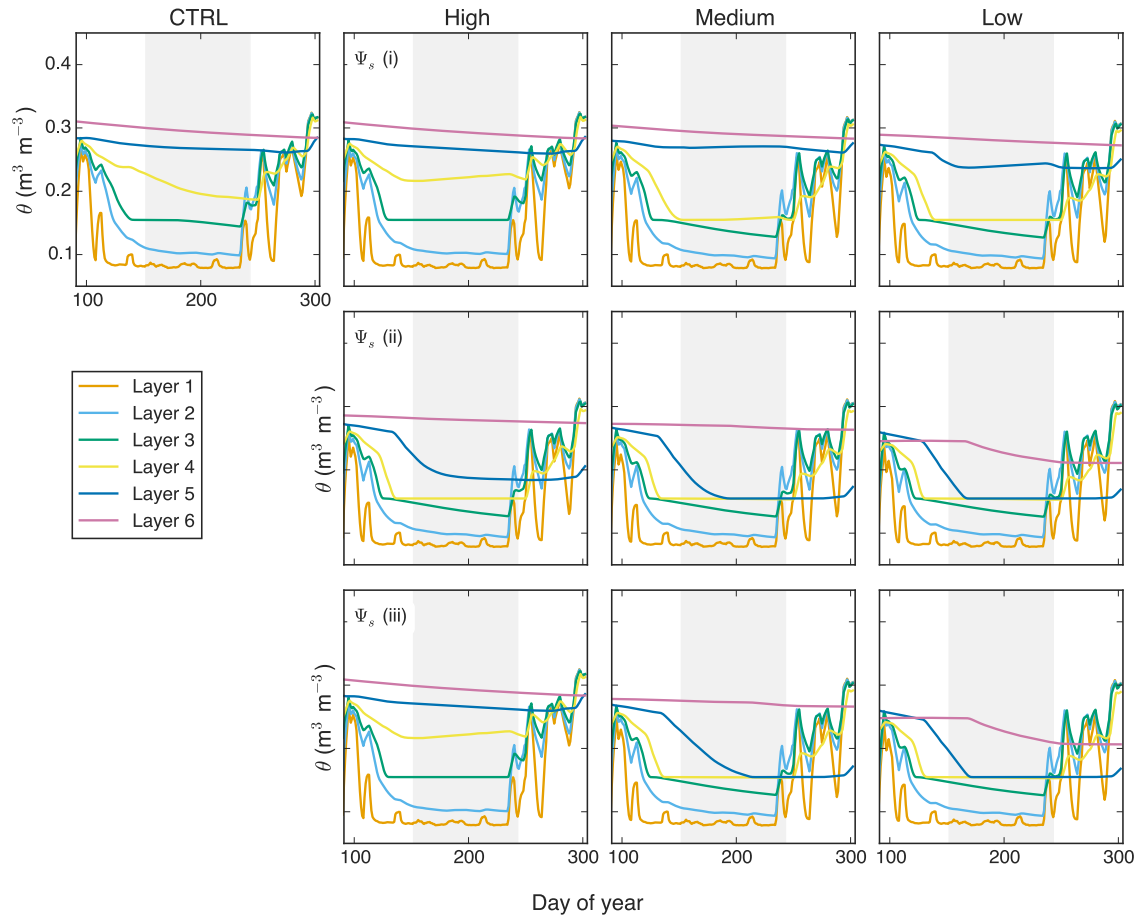 CTRL High Medium Low
Ψs (i)
0.4
0.3
0.2
0.1
θ (m³ m⁻³)
100 200 300
Ψs (ii)
θ (m³ m⁻³)
Layer 1
Layer 2
Layer 3
Layer 4
Layer 5
Layer 6
Ψs (iii)
θ (m³ m⁻³)
100 200 300 100 200 300 100 200 300
Day of year